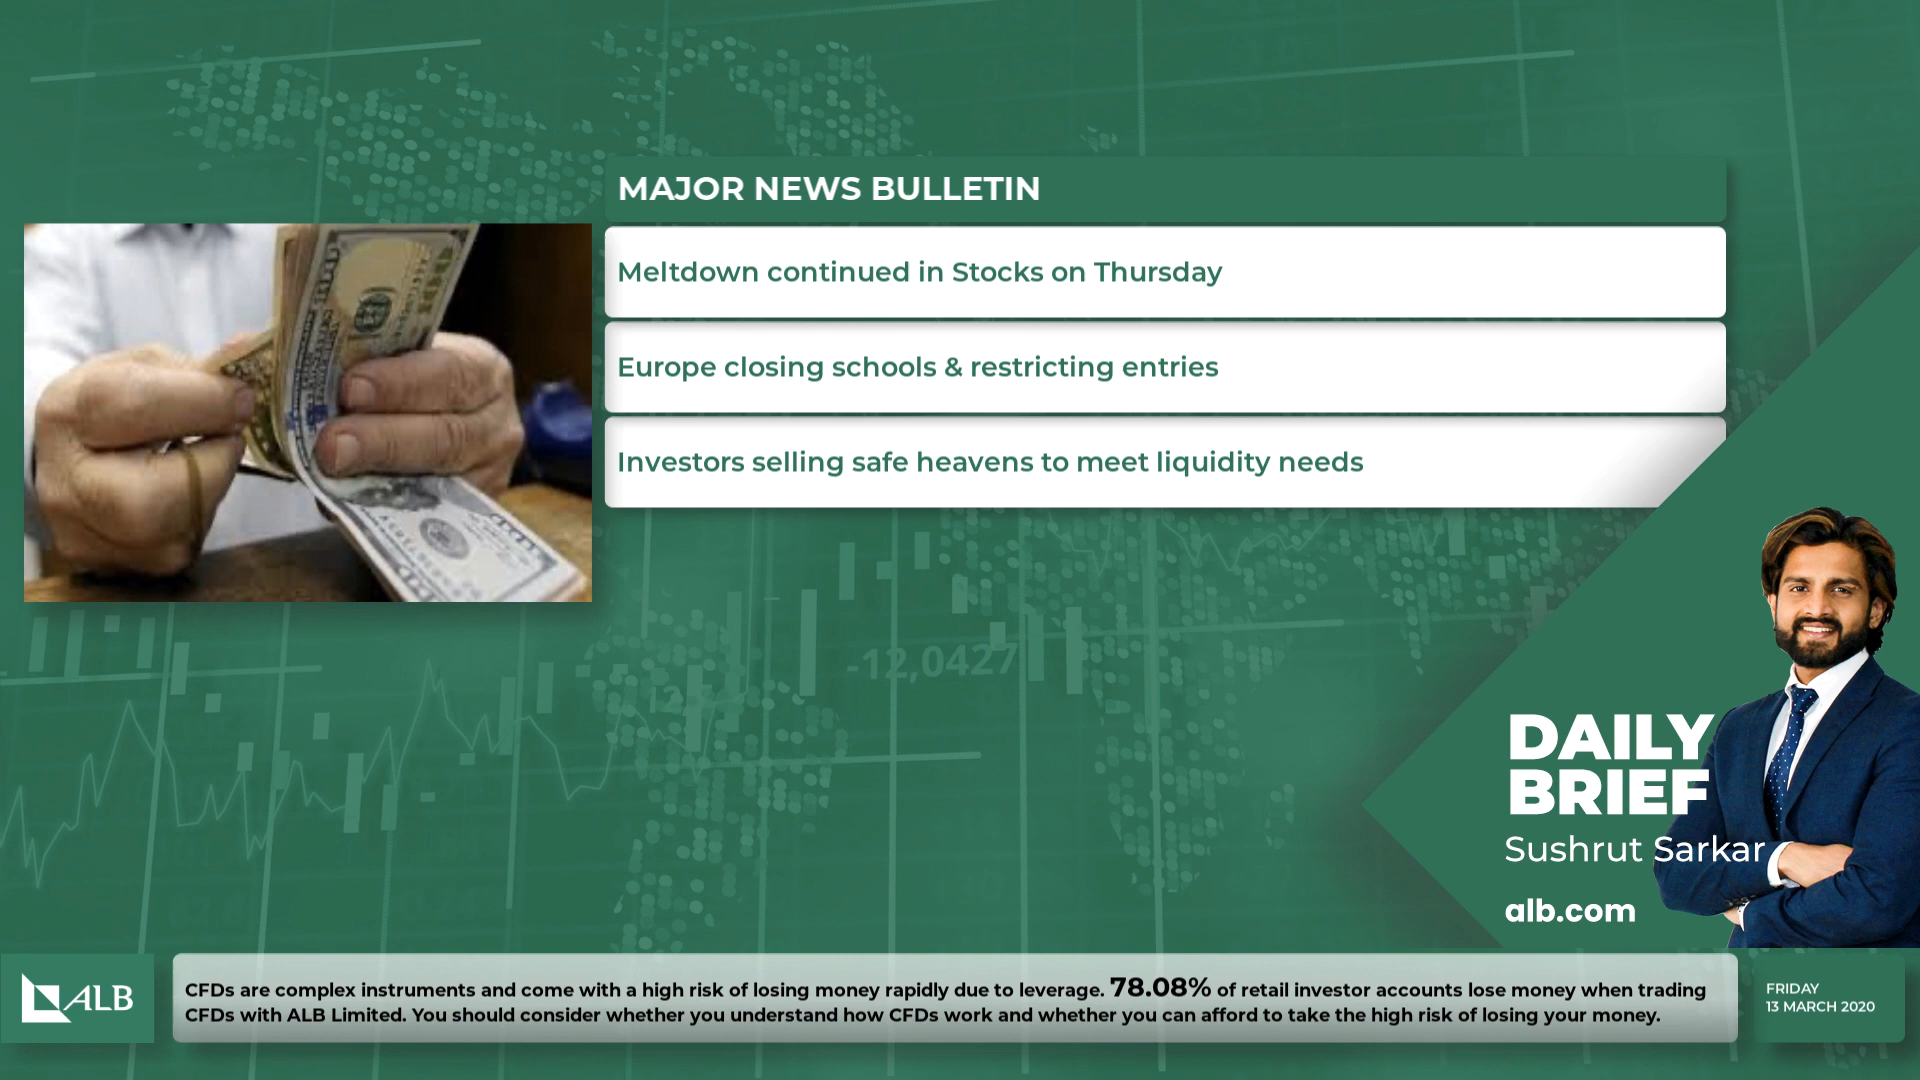 MAJOR NEWS BULLETIN
Meltdown continued in Stocks on Thursday
Europe closing schools & restricting entries
Investors selling safe heavens to meet liquidity needs
-12,0427
DAILY
BRIEF
Sushrut Sarkar
alb.com
ALB
CFDs are complex instruments and come with a high risk of losing money rapidly due to leverage. 78.08% of retail investor accounts lose money when trading
CFDs with ALB Limited. You should consider whether you understand how CFDs work and whether you can afford to take the high risk of losing your money.
FRIDAY
13 MARCH 2020